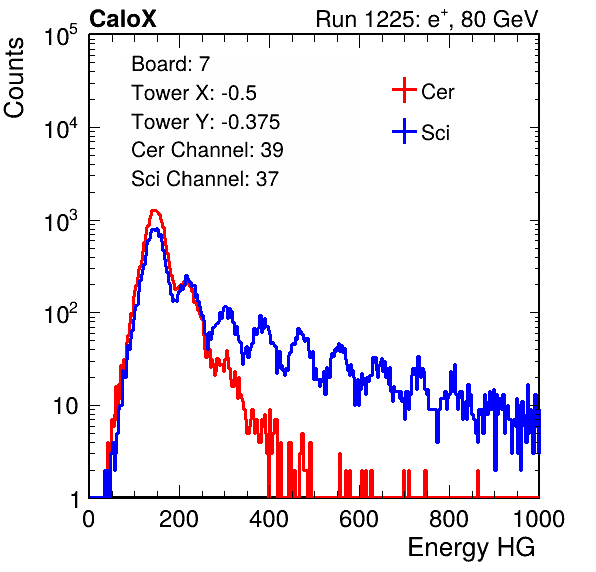 CaloX Run 1225: e⁺, 80 GeV
Counts
Board: 7
Tower X: -0.5
Tower Y: -0.375
Cer Channel: 39
Sci Channel: 37
Cer
Sci
10⁵
10⁴
10³
10²
10
1
0 200 400 600 800 1000
Energy HG